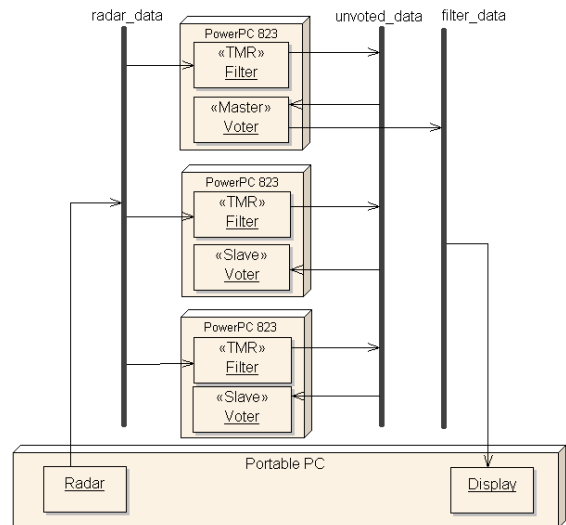 radar_data
unvoted_data
filter_data
PowerPC 823
«TMR»
Filter
«Master»
Voter
PowerPC 823
«TMR»
Filter
«Slave»
Voter
PowerPC 823
«TMR»
Filter
«Slave»
Voter
Portable PC
Radar
Display